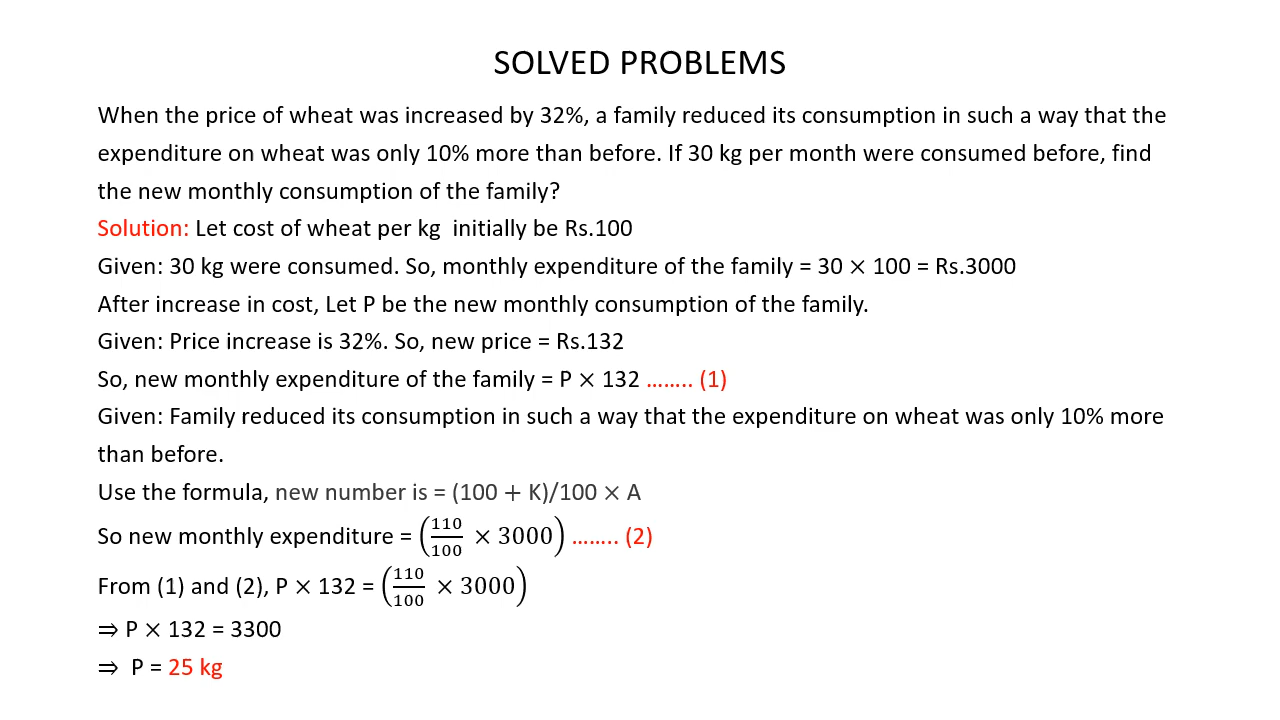 SOLVED PROBLEMS
When the price of wheat was increased by 32%, a family reduced its consumption in such a way that the
expenditure on wheat was only 10% more than before. If 30 kg per month were consumed before, find
the new monthly consumption of the family?
Solution: Let cost of wheat per kg  initially be Rs.100
Given: 30 kg were consumed. So, monthly expenditure of the family = 30 × 100 = Rs.3000
After increase in cost, Let P be the new monthly consumption of the family.
Given: Price increase is 32%. So, new price = Rs.132
So, new monthly expenditure of the family = P × 132 …….. (1)
Given: Family reduced its consumption in such a way that the expenditure on wheat was only 10% more
than before.
Use the formula, new number is = (100 + K)/100 × A
So new monthly expenditure = (110/100 × 3000) …….. (2)
From (1) and (2), P × 132 = (110/100 × 3000)
⇒ P × 132 = 3300
⇒ P = 25 kg